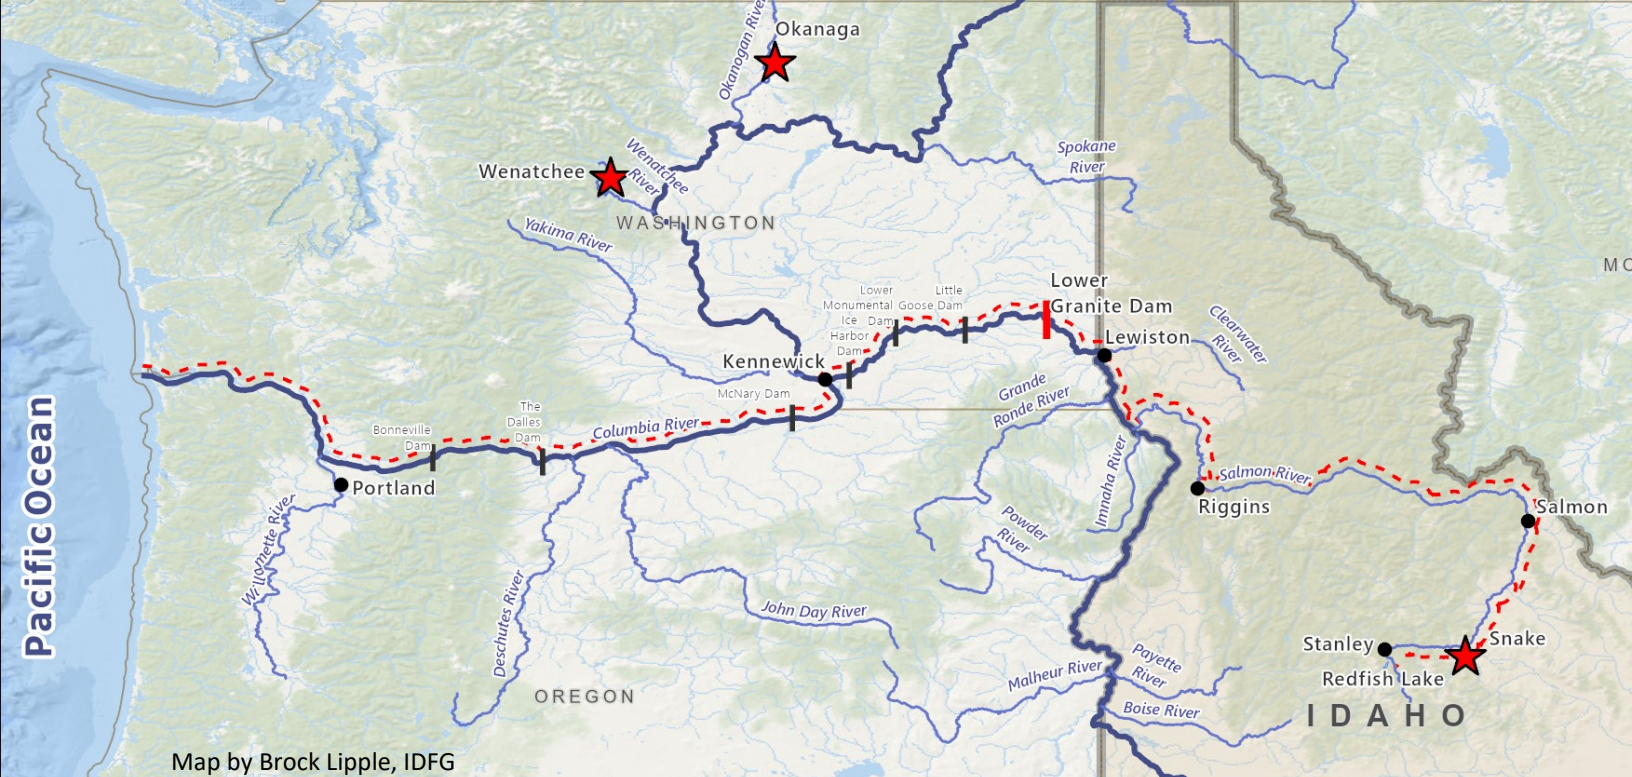 Okanaga
Okanogan River
Wenatchee
Wenatchee
River
Spokane
River
WASHINGTON
Yakima River
MO
Lower
Granite Dam
Lower
Monumental
Dam
Little
Goose Dam
Ice
Harbor
Dam
Lewiston
Clearwater
River
Kennewick
McNary Dam
Grande
Ronde River
The
Dalles
Dam
Bonneville
Dam
Columbia River
Pacific Ocean
Portland
Imnaha River
Salmon River
Riggins
Salmon
Powder
River
Willamette River
Deschutes River
John Day River
Stanley
Snake
Redfish Lake
Malheur River
Payette
River
Boise River
OREGON
IDAHO
Map by Brock Lipple, IDFG